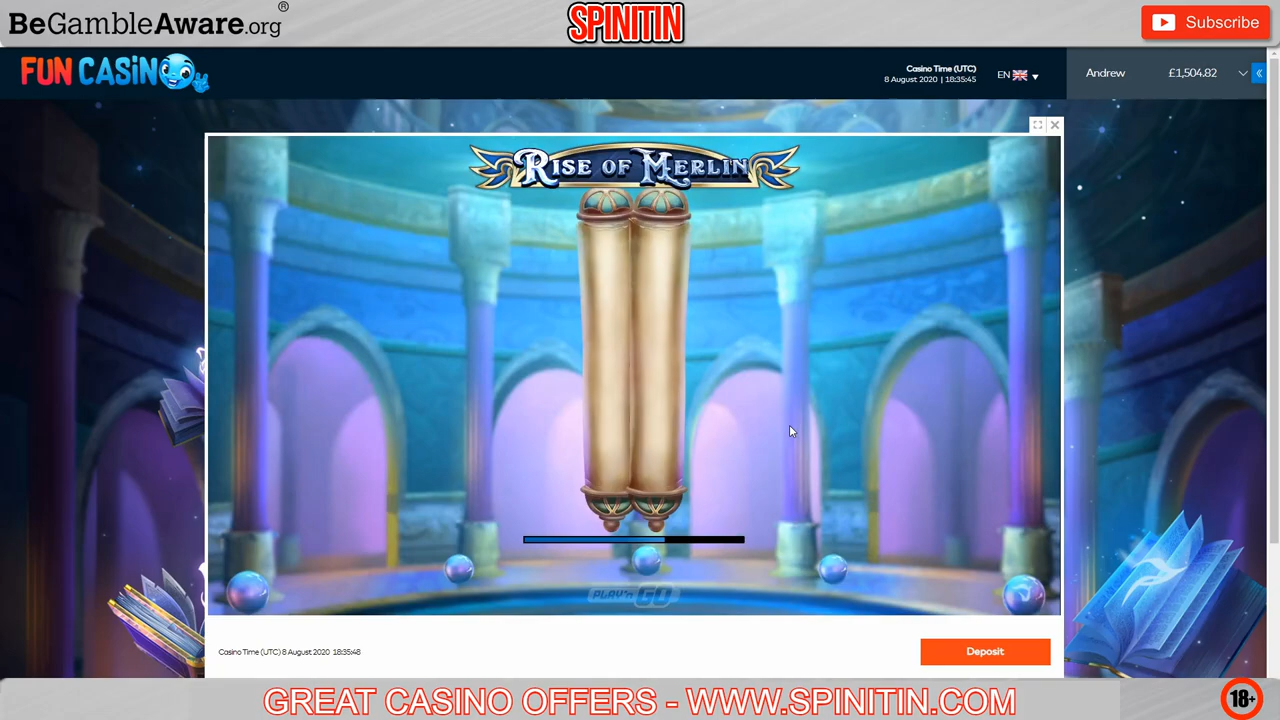 BeGambleAware.org®
SPINITIN
Subscribe
FUN CASINO
Casino Time (UTC)
8 August 2020 | 18:35:45
EN
Andrew
£1,504.82
RISE OF MERLIN
PLAY'n GO
Casino Time (UTC) 8 August 2020 18:35:48
Deposit
GREAT CASINO OFFERS - WWW.SPINITIN.COM
18+